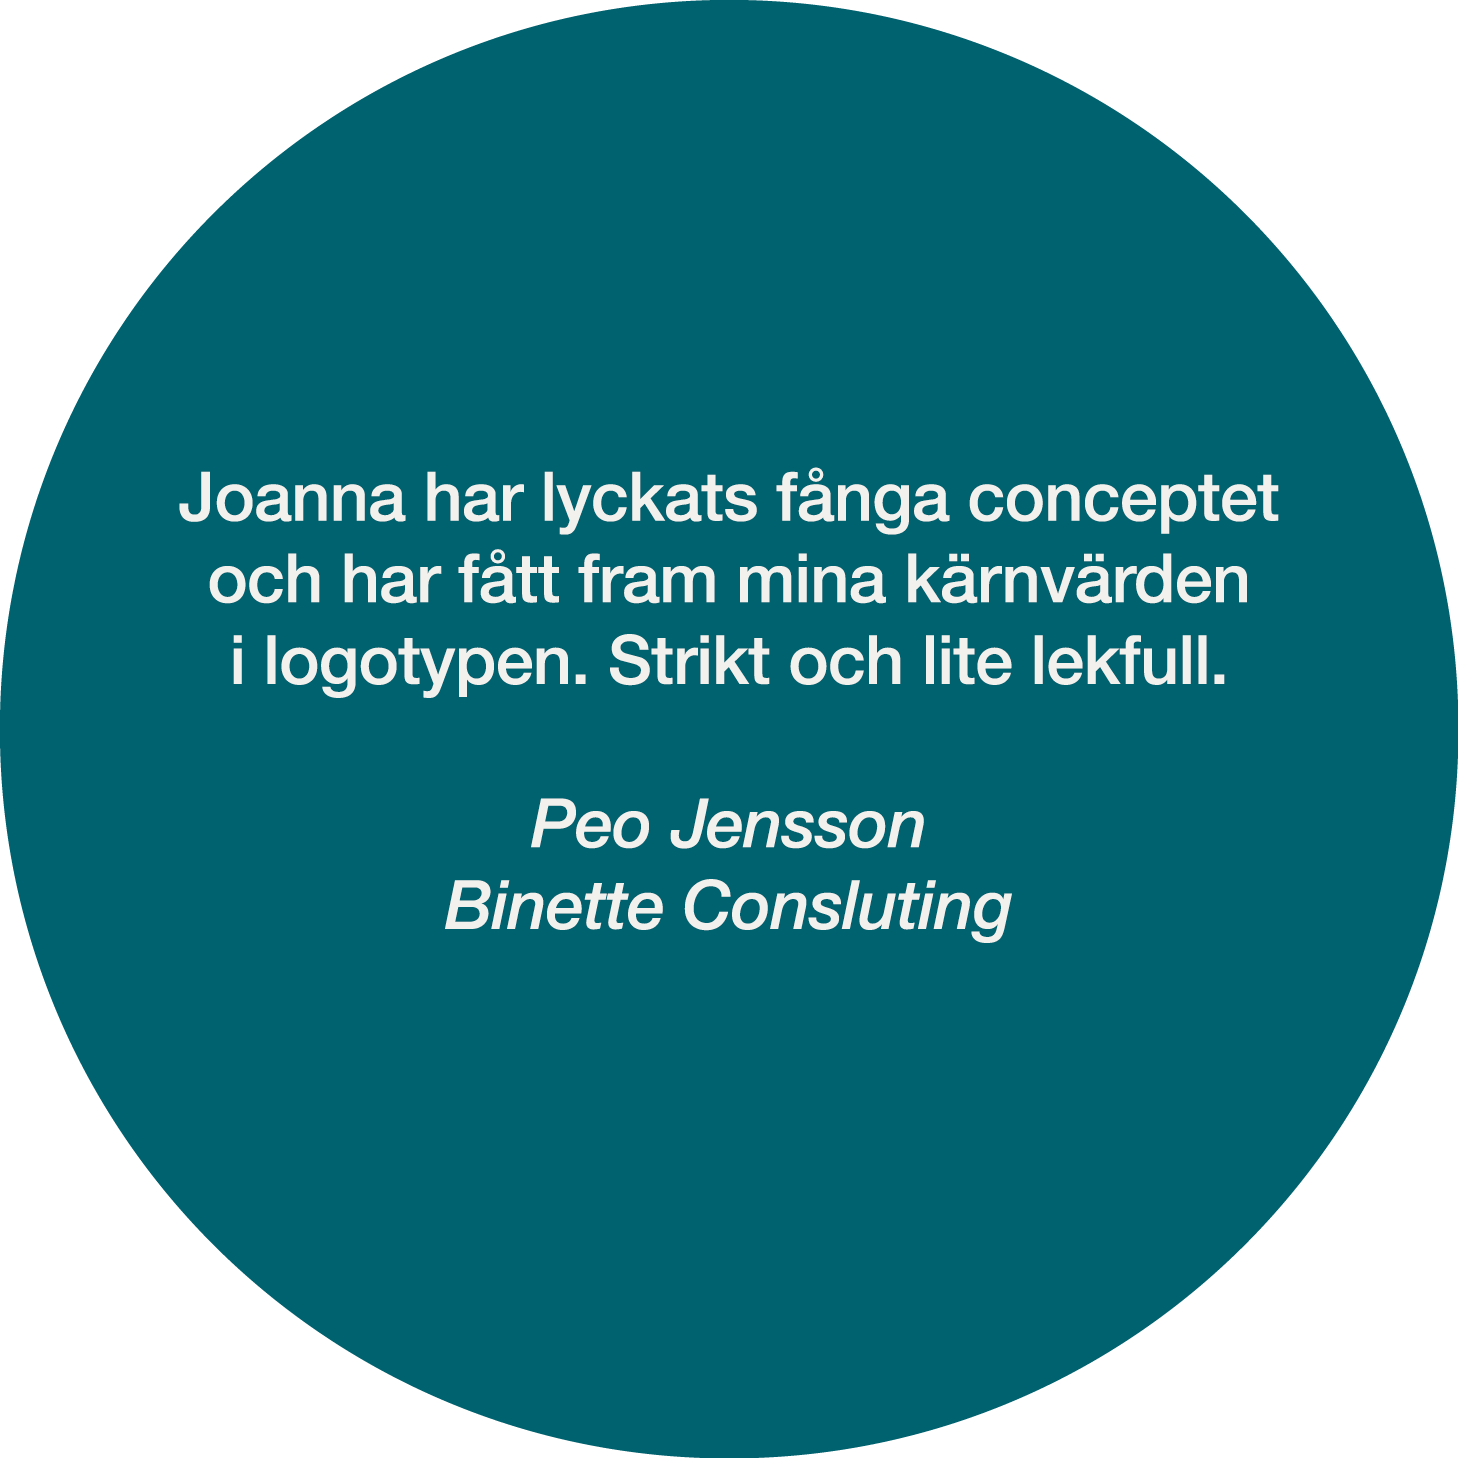 Joanna har lyckats fånga conceptet
och har fått fram mina kärnvärden
i logotypen. Strikt och lite lekfull.
Peo Jensson
Binette Consluting